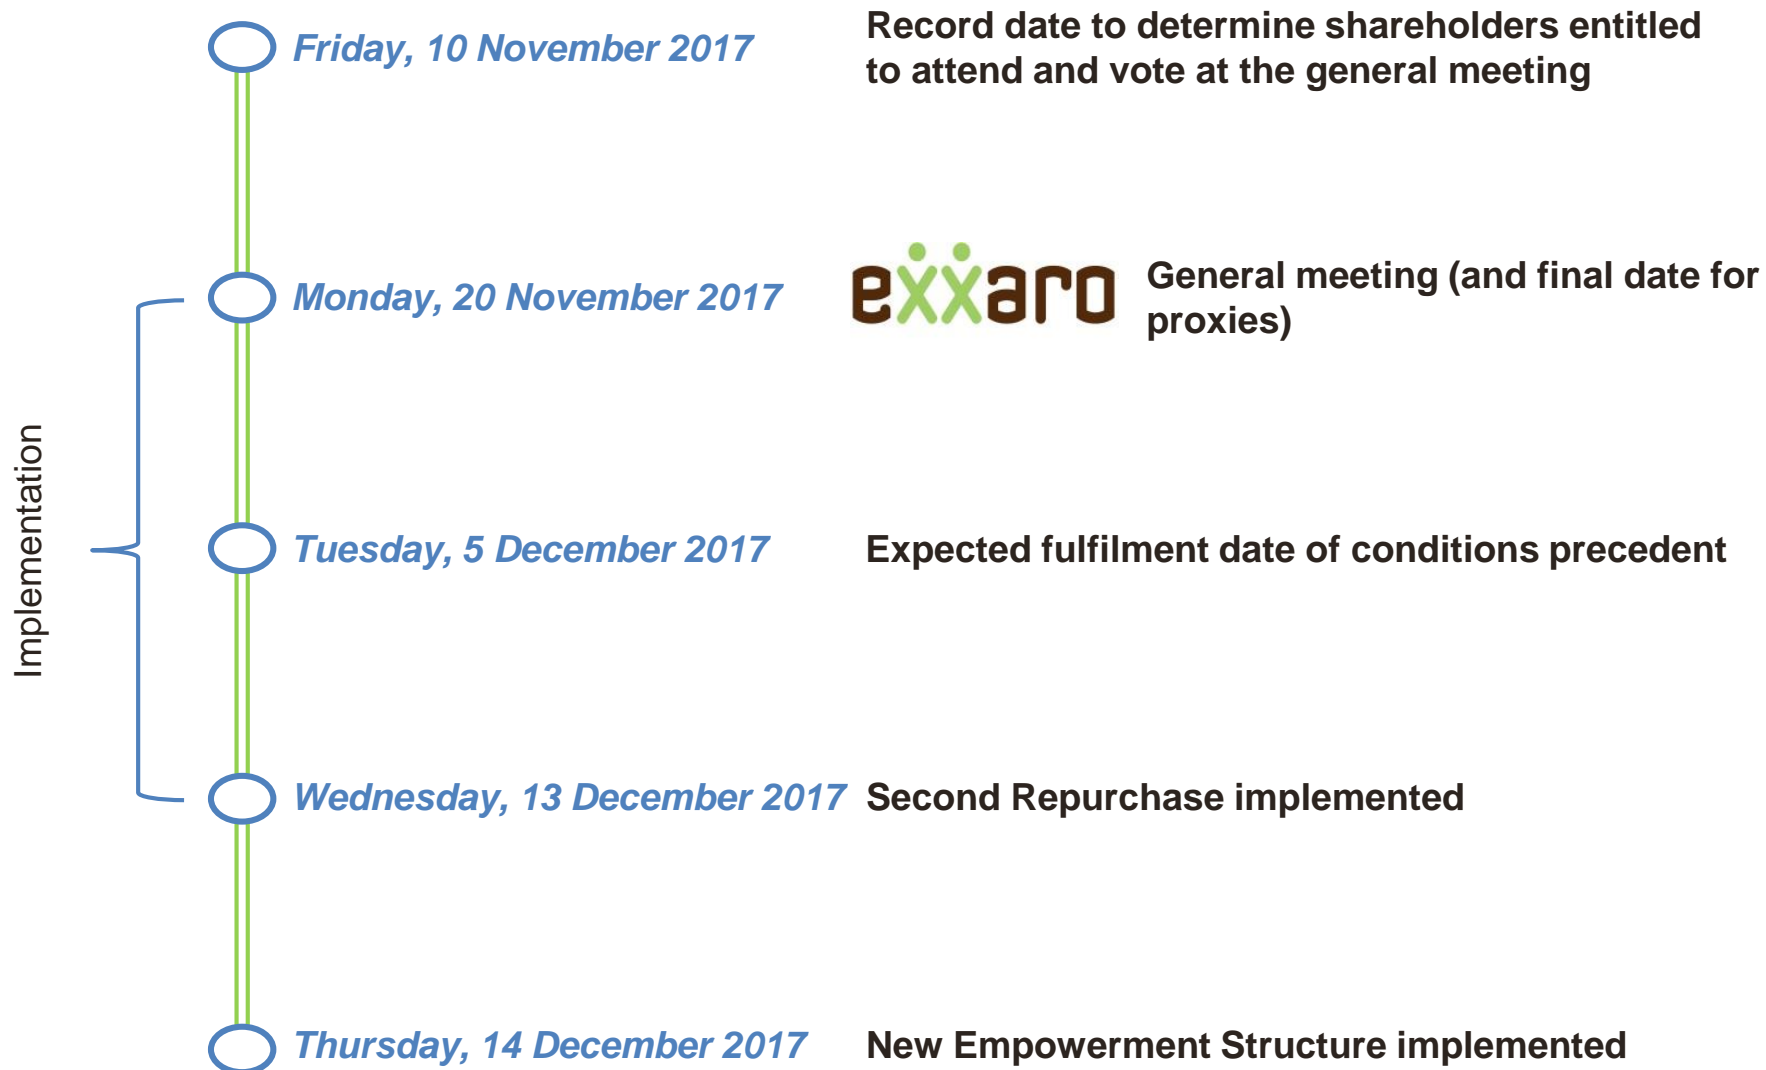 Friday, 10 November 2017
Record date to determine shareholders entitled
to attend and vote at the general meeting
Monday, 20 November 2017
exxaro
General meeting (and final date for
proxies)
Implementation
Tuesday, 5 December 2017
Expected fulfilment date of conditions precedent
Wednesday, 13 December 2017
Second Repurchase implemented
Thursday, 14 December 2017
New Empowerment Structure implemented